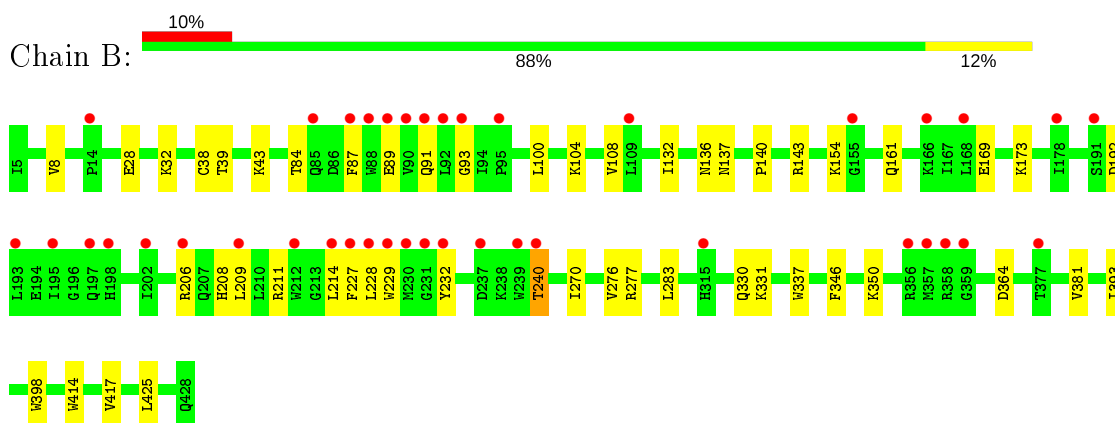 10%
Chain B:
88% 12%
I5 V8 P14 E28 K32 C38 T39 K43 T84 Q85 D86 F87 W88 E89 V90 Q91 L92 G93 I94 P95 L100 K104 V108 L109 I132 N136 N137 P140 R143 K154 G155 Q161 K166 I167 L168 E169 K173 I178 S191 D192
L193 E194 I195 G196 Q197 H198 I202 R206 Q207 H208 L209 L210 R211 W212 G213 L214 F227 L228 W229 M230 G231 Y232 D237 K238 W239 T240 I270 V276 R277 L283 H315 Q330 K331 W337 F346 K350 R356 M357 R358 G359 D364 T377 V381 I393
W398 W414 V417 L425 Q428